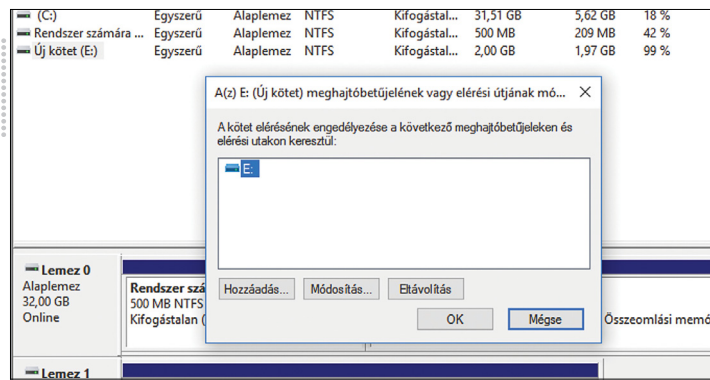 (C:) Egyszerű Alaplemez NTFS Kifogástal... 31,51 GB 5,62 GB 18 %
Rendszer számára ... Egyszerű Alaplemez NTFS Kifogástal... 500 MB 209 MB 42 %
Új kötet (E:) Egyszerű Alaplemez NTFS Kifogástal... 2,00 GB 1,97 GB 99 %
A(z) E: (Új kötet) meghajtóbetűjelének vagy elérési útjának mó...
A kötet elérésének engedélyezése a következő meghajtóbetűjeleken és
elérési utakon keresztül:
E:
Hozzáadás... Módosítás... Eltávolítás
OK Mégse
Lemez 0
Alaplemez
32,00 GB
Online
Rendszer szá
500 MB NTFS
Kifogástalan (
Összeomlási memó
Lemez 1